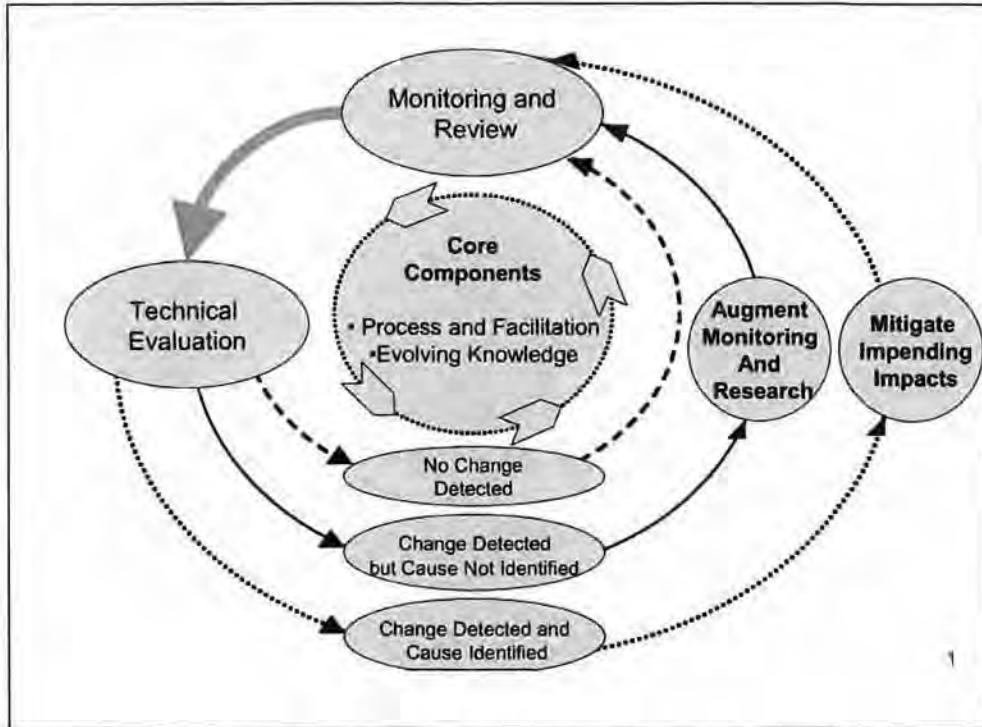 Monitoring and
Review
Technical
Evaluation
Core
Components
• Process and Facilitation
•Evolving Knowledge
Augment
Monitoring
And
Research
Mitigate
Impending
Impacts
No Change
Detected
Change Detected
but Cause Not Identified
Change Detected and
Cause Identified
1